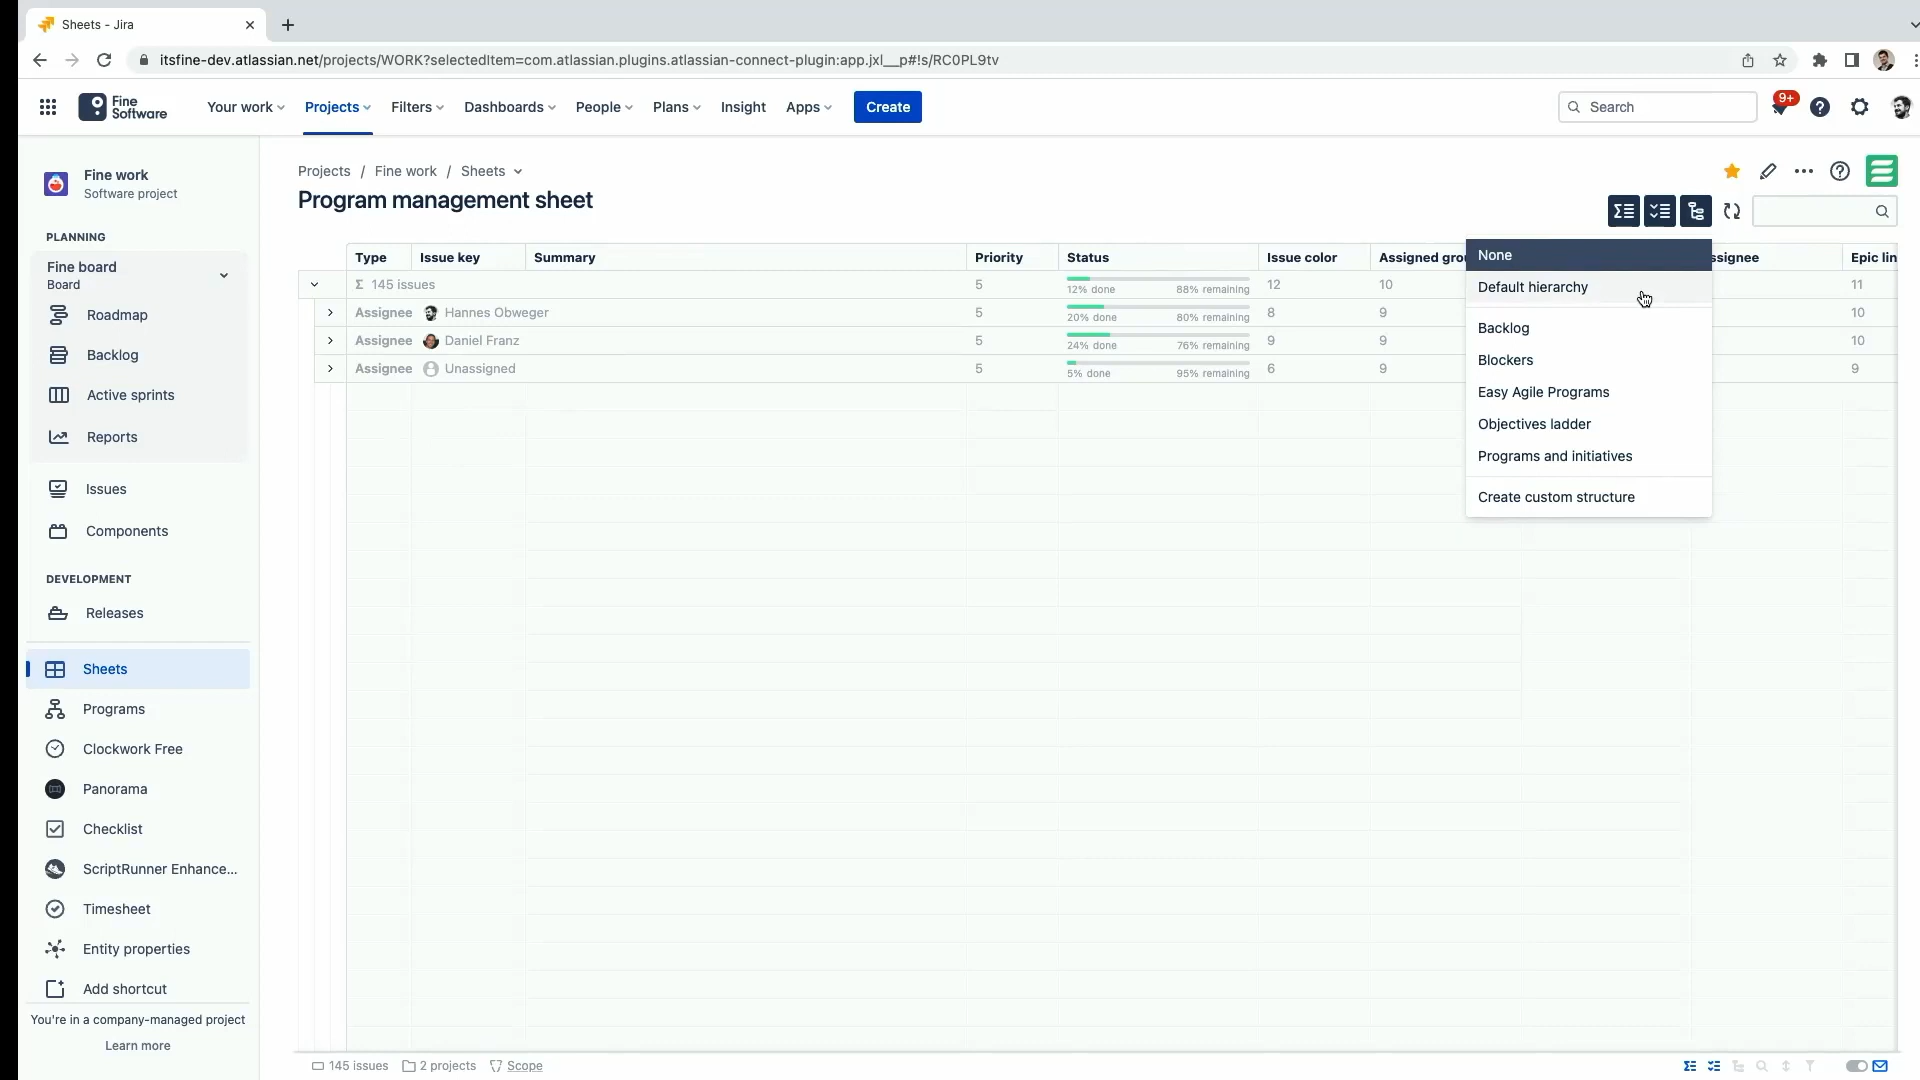 Sheets - Jira
itsfine-dev.atlassian.net/projects/WORK?selectedItem=com.atlassian.plugins.atlassian-connect-plugin:app.jxl__p#!s/RC0PL9tv
Fine Software
Your work
Projects
Filters
Dashboards
People
Plans
Insight
Apps
Create
Search
9+
Fine work
Software project
PLANNING
Fine board
Board
Roadmap
Backlog
Active sprints
Reports
Issues
Components
DEVELOPMENT
Releases
Sheets
Programs
Clockwork Free
Panorama
Checklist
ScriptRunner Enhance...
Timesheet
Entity properties
Add shortcut
You're in a company-managed project
Learn more
Projects / Fine work / Sheets
Program management sheet
Type Issue key Summary Priority Status Issue color Assigned grou ssignee Epic lin
Σ 145 issues 5 12% done 88% remaining 12 10 11
Assignee Hannes Obweger 5 20% done 80% remaining 8 9 10
Assignee Daniel Franz 5 24% done 76% remaining 9 9 10
Assignee Unassigned 5 5% done 95% remaining 6 9 9
None
Default hierarchy
Backlog
Blockers
Easy Agile Programs
Objectives ladder
Programs and initiatives
Create custom structure
145 issues 2 projects Scope